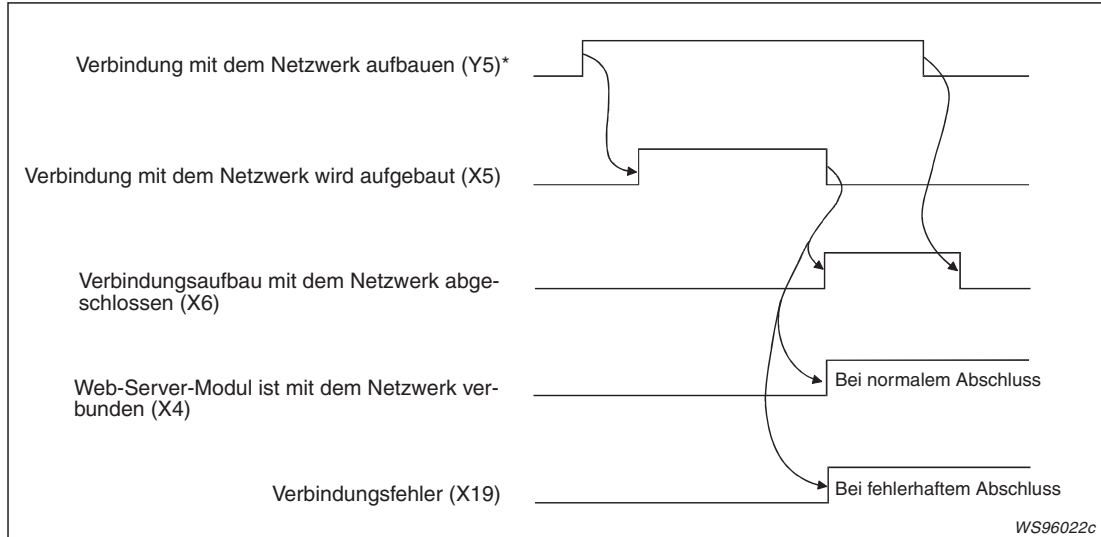 Verbindung mit dem Netzwerk aufbauen (Y5)*
Verbindung mit dem Netzwerk wird aufgebaut (X5)
Verbindungsaufbau mit dem Netzwerk abge-
schlossen (X6)
Web-Server-Modul ist mit dem Netzwerk ver-
bunden (X4)
Bei normalem Abschluss
Verbindungsfehler (X19)
Bei fehlerhaftem Abschluss
WS96022c